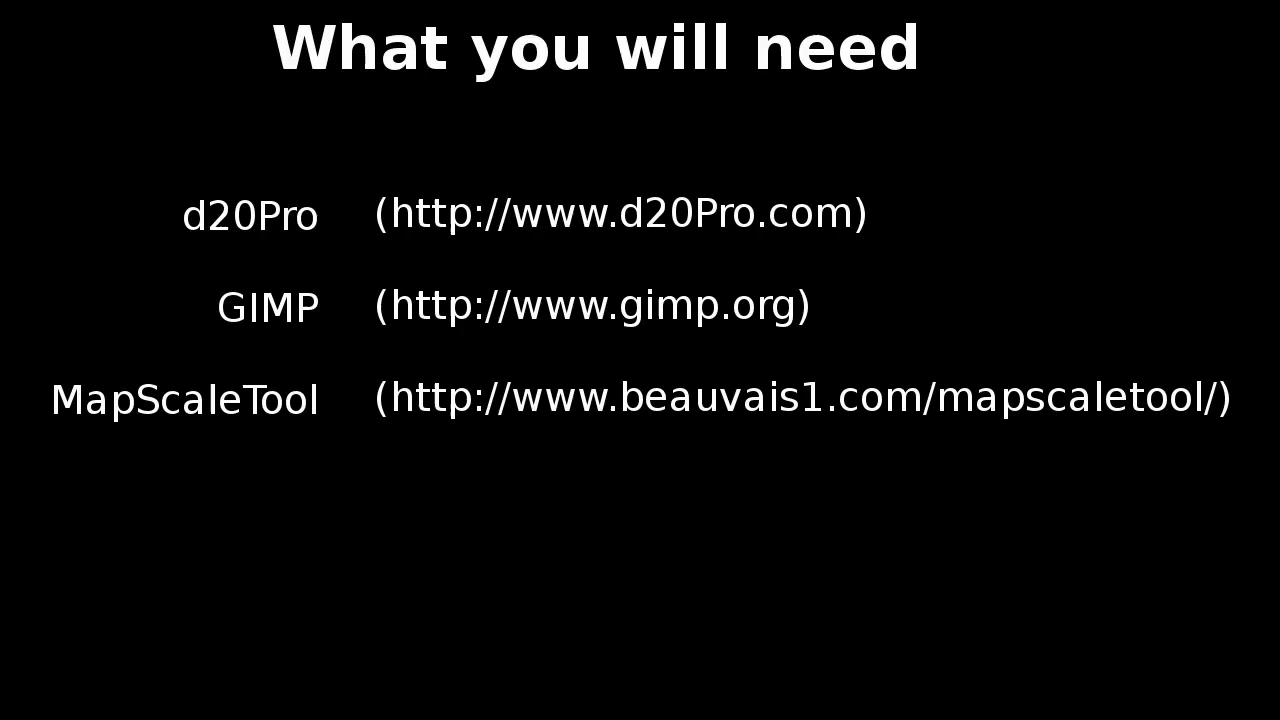 What you will need
d20Pro (http://www.d20Pro.com)
GIMP (http://www.gimp.org)
MapScaleTool (http://www.beauvais1.com/mapscaletool/)